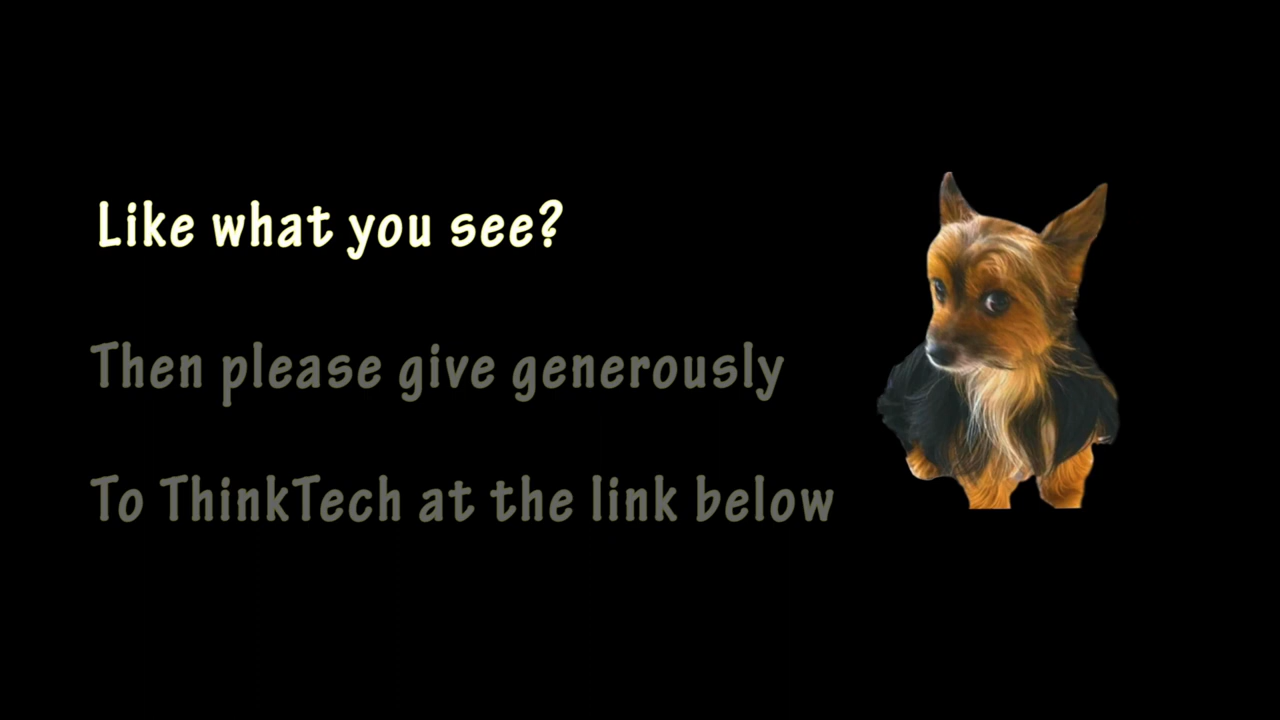 Like what you see?
Then please give generously
To ThinkTech at the link below